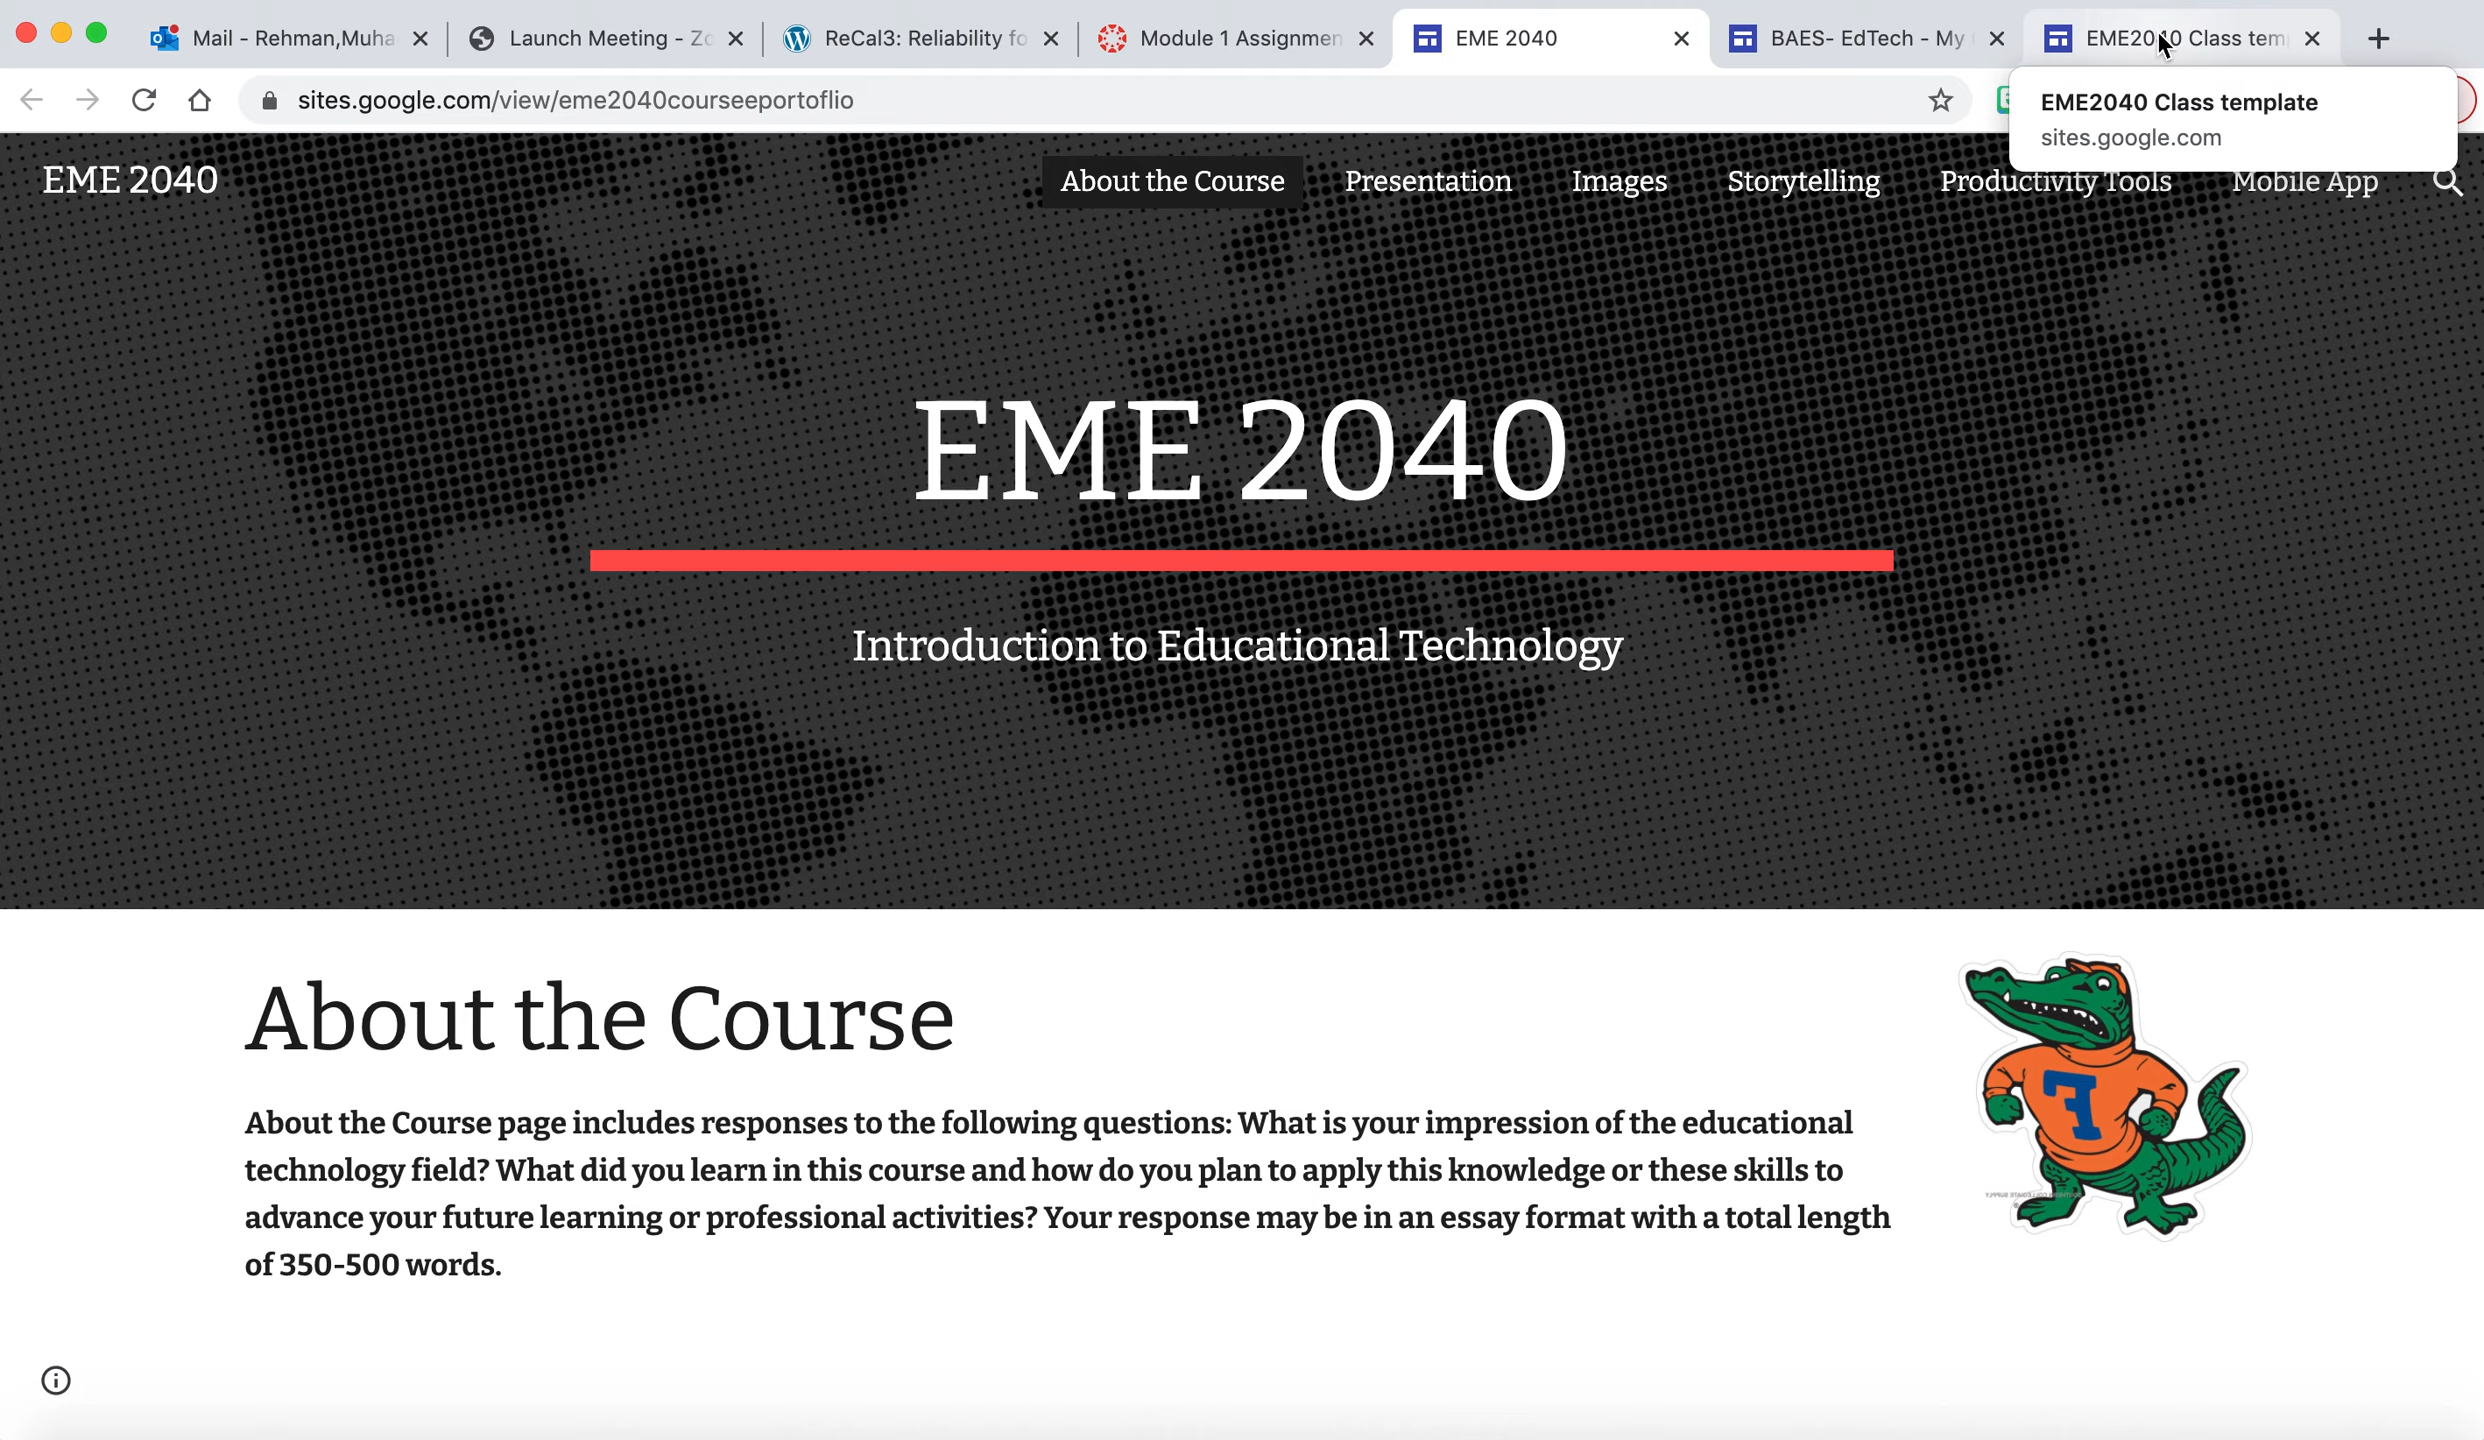 Mail - Rehman,Muha
Launch Meeting - Zo
ReCal3: Reliability fo
Module 1 Assignmen
EME 2040
BAES- EdTech - My
EME2040 Class tem
sites.google.com/view/eme2040courseeportoflio
EME2040 Class template
sites.google.com
EME 2040
About the Course
Presentation
Images
Storytelling
Productivity Tools
Mobile App
EME 2040
Introduction to Educational Technology
About the Course
About the Course page includes responses to the following questions: What is your impression of the educational
technology field? What did you learn in this course and how do you plan to apply this knowledge or these skills to
advance your future learning or professional activities? Your response may be in an essay format with a total length
of 350-500 words.
F